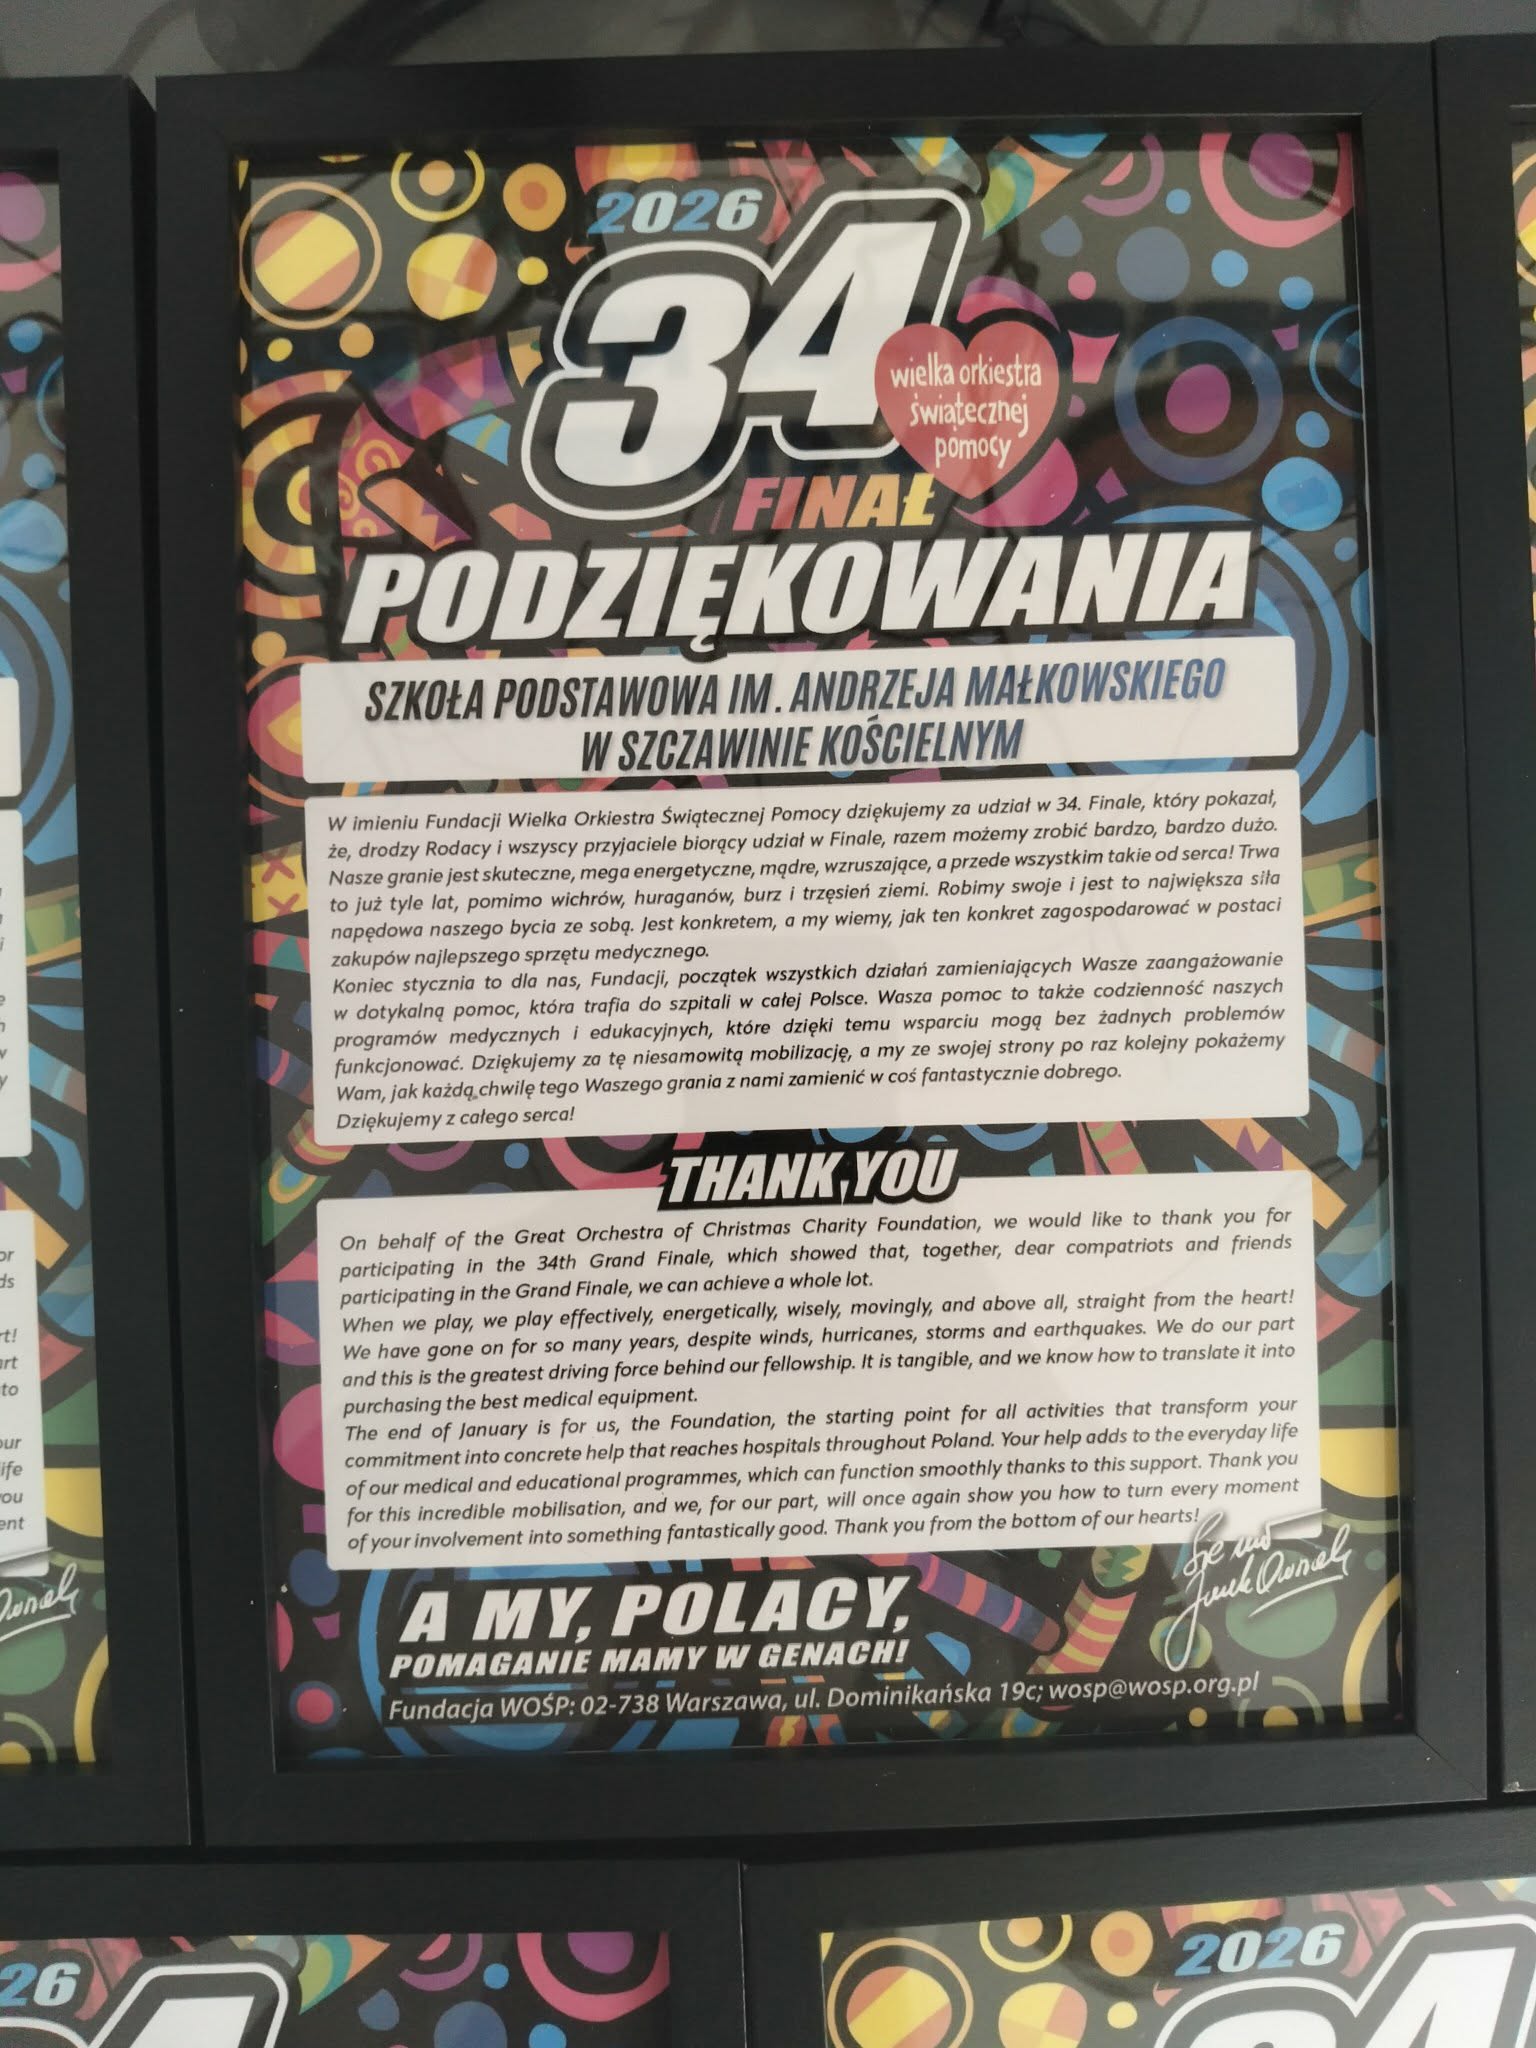 2026
34
wielka orkiestra
świątecznej
pomocy
FINAŁ
PODZIĘKOWANIA
SZKOŁA PODSTAWOWA IM. ANDRZEJA MAŁKOWSKIEGO
W SZCZAWINIE KOŚCIELNYM
W imieniu Fundacji Wielka Orkiestra Świątecznej Pomocy dziękujemy za udział w 34. Finale, który pokazał,
że, drodzy Rodacy i wszyscy przyjaciele biorący udział w Finale, razem możemy zrobić bardzo, bardzo dużo.
Nasze granie jest skuteczne, mega energetyczne, mądre, wzruszające, a przede wszystkim takie od serca! Trwa
to już tyle lat, pomimo wichrów, huraganów, burz i trzęsień ziemi. Robimy swoje i jest to największa siła
napędowa naszego bycia ze sobą. Jest konkretem, a my wiemy, jak ten konkret zagospodarować w postaci
zakupów najlepszego sprzętu medycznego.
Koniec stycznia to dla nas, Fundacji, początek wszystkich działań zamieniających Wasze zaangażowanie
w dotykalną pomoc, która trafia do szpitali w całej Polsce. Wasza pomoc to także codzienność naszych
programów medycznych i edukacyjnych, które dzięki temu wsparciu mogą bez żadnych problemów
funkcjonować. Dziękujemy za tę niesamowitą mobilizację, a my ze swojej strony po raz kolejny pokażemy
Wam, jak każdą chwilę tego Waszego grania z nami zamienić w coś fantastycznie dobrego.
Dziękujemy z całego serca!
THANK YOU
On behalf of the Great Orchestra of Christmas Charity Foundation, we would like to thank you for
participating in the 34th Grand Finale, which showed that, together, dear compatriots and friends
participating in the Grand Finale, we can achieve a whole lot.
When we play, we play effectively, energetically, wisely, movingly, and above all, straight from the heart!
We have gone on for so many years, despite winds, hurricanes, storms and earthquakes. We do our part
and this is the greatest driving force behind our fellowship. It is tangible, and we know how to translate it into
purchasing the best medical equipment.
The end of January is for us, the Foundation, the starting point for all activities that transform your
commitment into concrete help that reaches hospitals throughout Poland. Your help adds to the everyday life
of our medical and educational programmes, which can function smoothly thanks to this support. Thank you
for this incredible mobilisation, and we, for our part, will once again show you how to turn every moment
of your involvement into something fantastically good. Thank you from the bottom of our hearts!
A MY, POLACY,
POMAGANIE MAMY W GENACH!
Fundacja WOŚP: 02-738 Warszawa, ul. Dominikańska 19c; wosp@wosp.org.pl
26
2026